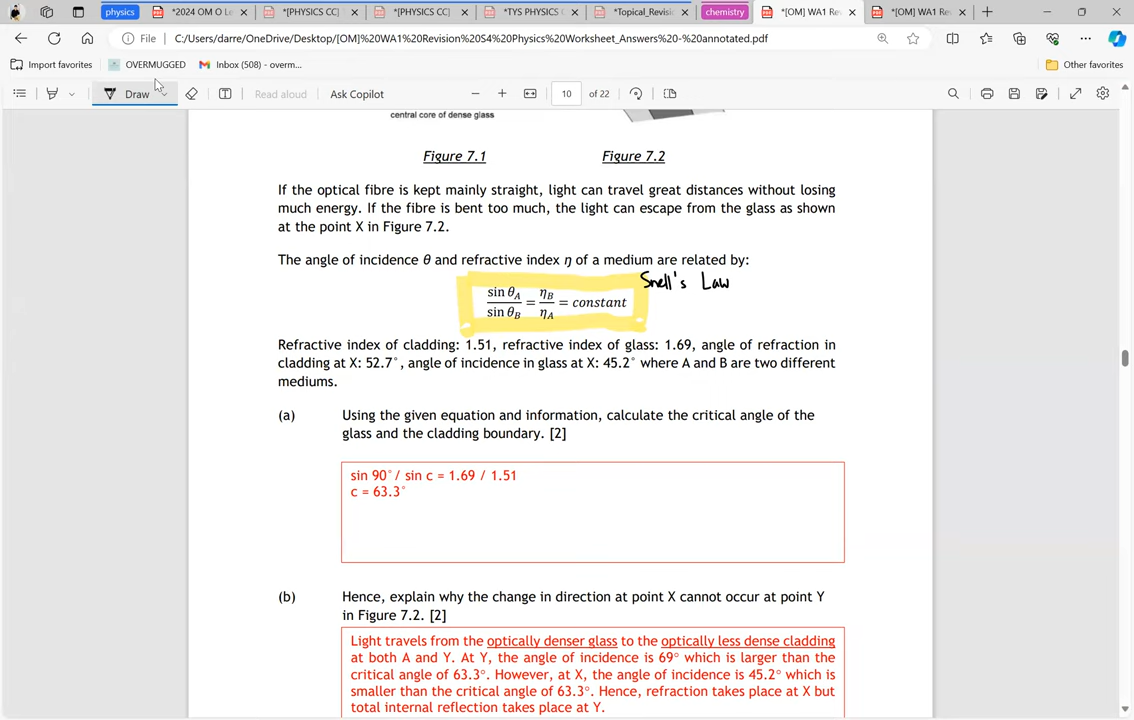 physics
*2024 OM O Le
*[PHYSICS CC]
*[PHYSICS CC]
*TYS PHYSICS
*Topical_Revisi
chemistry
*[OM] WA1 Re
*[OM] WA1 Re
File
C:/Users/darre/OneDrive/Desktop/[OM]%20WA1%20Revision%20S4%20Physics%20Worksheet_Answers%20-%20annotated.pdf
Import favorites
OVERMUGGED
Inbox (508) – overm...
Other favorites
Draw
Read aloud
Ask Copilot
10
of 22
central core of dense glass
Figure 7.1
Figure 7.2
If the optical fibre is kept mainly straight, light can travel great distances without losing
much energy. If the fibre is bent too much, the light can escape from the glass as shown
at the point X in Figure 7.2.
The angle of incidence θ and refractive index η of a medium are related by:
Snell's Law
sin θA / sin θB = ηB / ηA = constant
Refractive index of cladding: 1.51, refractive index of glass: 1.69, angle of refraction in
cladding at X: 52.7°, angle of incidence in glass at X: 45.2° where A and B are two different
mediums.
(a) Using the given equation and information, calculate the critical angle of the
glass and the cladding boundary. [2]
sin 90°/ sin c = 1.69 / 1.51
c = 63.3°
(b) Hence, explain why the change in direction at point X cannot occur at point Y
in Figure 7.2. [2]
Light travels from the optically denser glass to the optically less dense cladding
at both A and Y. At Y, the angle of incidence is 69° which is larger than the
critical angle of 63.3°. However, at X, the angle of incidence is 45.2° which is
smaller than the critical angle of 63.3°. Hence, refraction takes place at X but
total internal reflection takes place at Y.